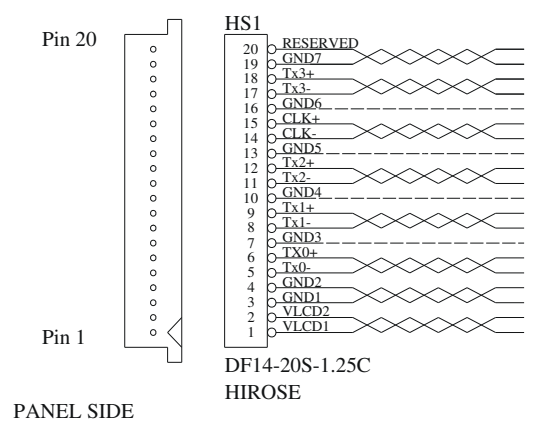 HS1
Pin 20
20 RESERVED
19 GND7
18 Tx3+
17 Tx3-
16 GND6
15 CLK+
14 CLK-
13 GND5
12 Tx2+
11 Tx2-
10 GND4
9 Tx1+
8 Tx1-
7 GND3
6 TX0+
5 Tx0-
4 GND2
3 GND1
2 VLCD2
1 VLCD1
Pin 1
DF14-20S-1.25C
HIROSE
PANEL SIDE